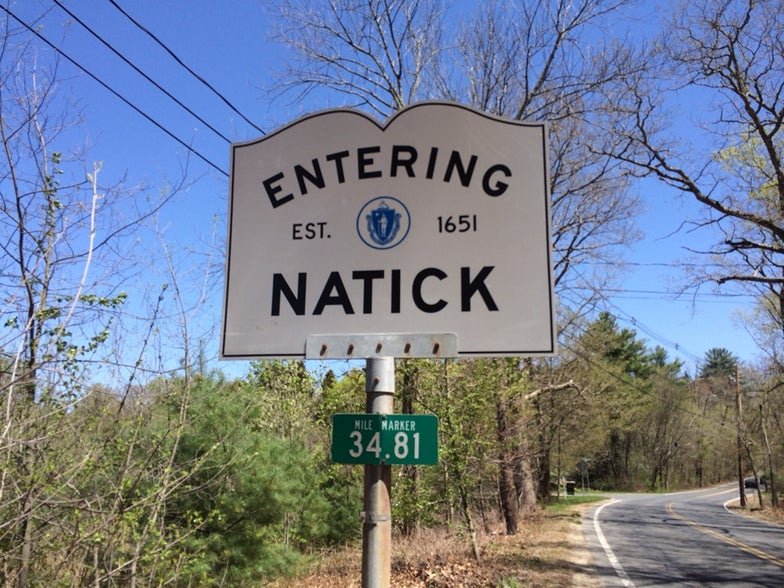 ENTERING
EST. 1651
NATICK
MILE MARKER
34.81